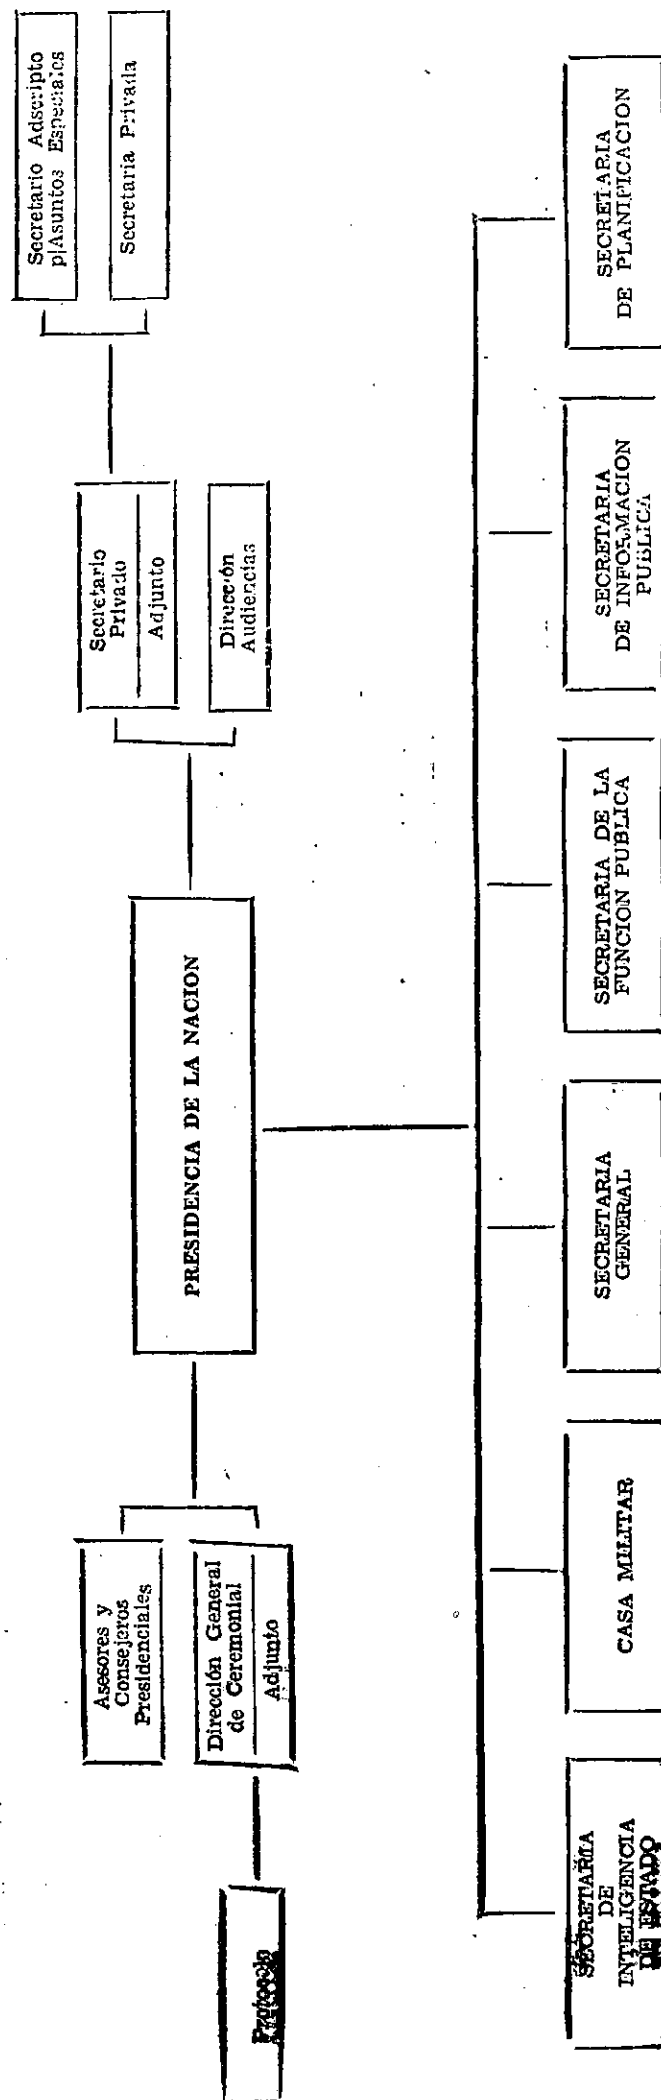 Secretario Adscripto
p|Asuntos Especiales
Secretaria Privada
Secretario
Privado
Adjunto
Dirección
Audiencias
PRESIDENCIA DE LA NACION
Asesores y
Consejeros
Presidenciales
Dirección General
de Ceremonial
Adjunto
Protocolo
SECRETARIA
DE
INTELIGENCIA
DE ESTADO
CASA MILITAR
SECRETARIA
GENERAL
SECRETARIA DE LA
FUNCION PUBLICA
SECRETARIA
DE INFORMACION
PUBLICA
SECRETARIA
DE PLANIFICACION